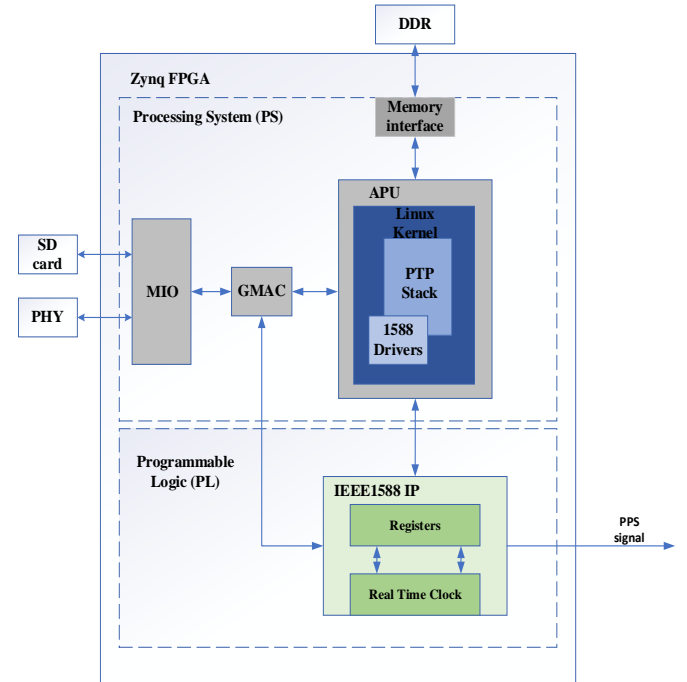 DDR
Zynq FPGA
Processing System (PS)
Memory
interface
APU
Linux
Kernel
PTP
Stack
1588
Drivers
SD
card
PHY
MIO
GMAC
Programmable
Logic (PL)
IEEE1588 IP
Registers
Real Time Clock
PPS
signal